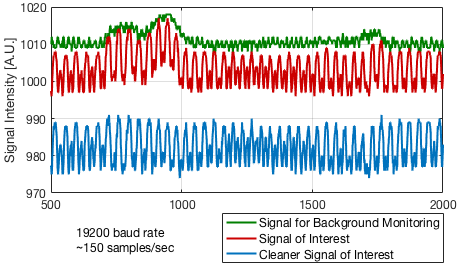 1020
1010
1000
990
980
970
Signal Intensity [A.U.]
500
1000
1500
2000
19200 baud rate
~150 samples/sec
Signal for Background Monitoring
Signal of Interest
Cleaner Signal of Interest